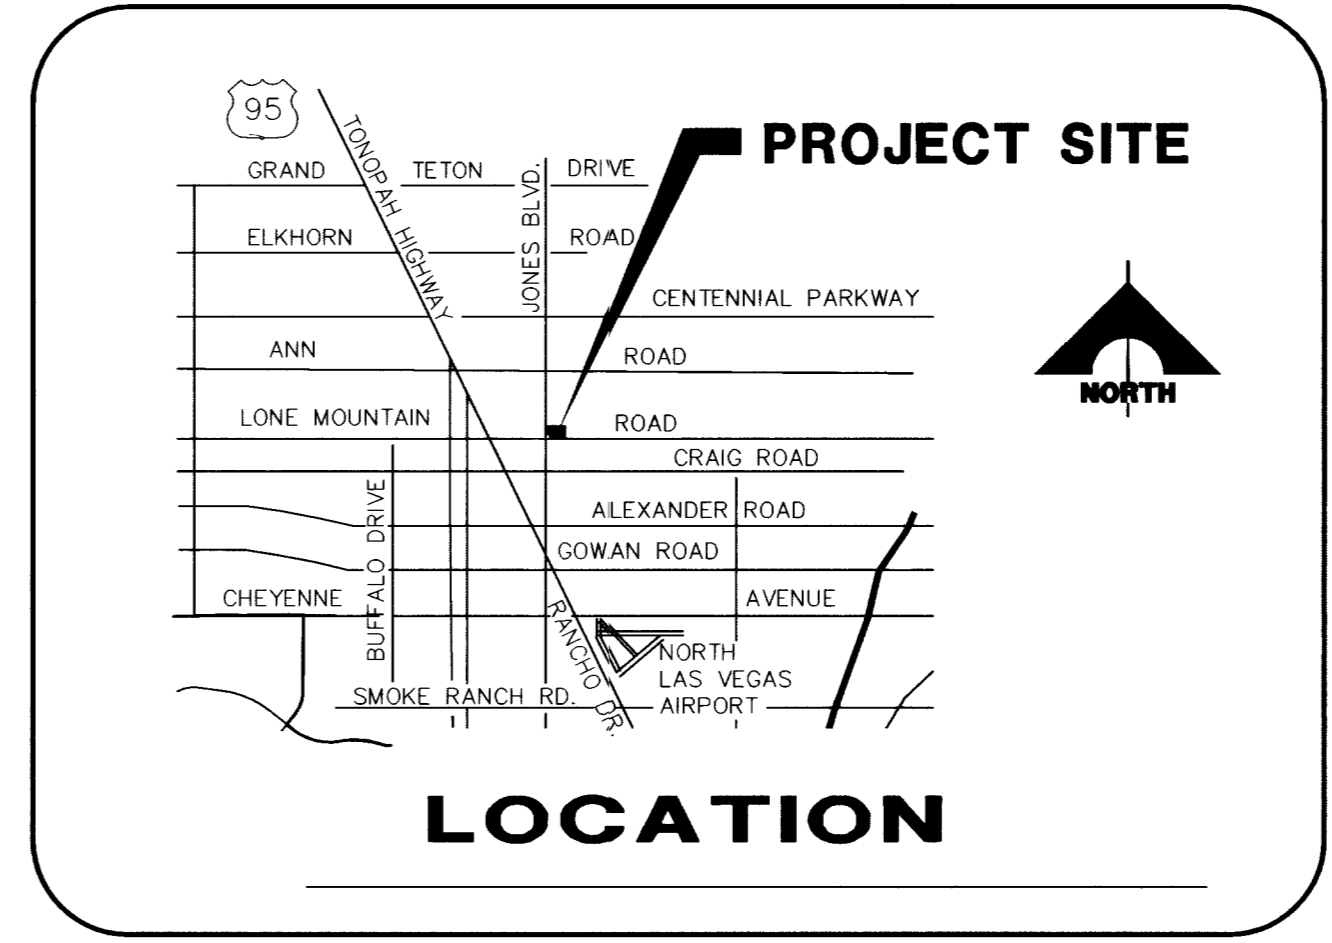 95
PROJECT SITE
TONOPAH HIGHWAY
GRAND TETON DRIVE
JONES BLVD.
ELKHORN ROAD
CENTENNIAL PARKWAY
ANN ROAD
NORTH
LONE MOUNTAIN ROAD
CRAIG ROAD
BUFFALO DRIVE
ALEXANDER ROAD
GOWAN ROAD
CHEYENNE AVENUE
RANCHO DR.
NORTH
LAS VEGAS
AIRPORT
SMOKE RANCH RD.
LOCATION